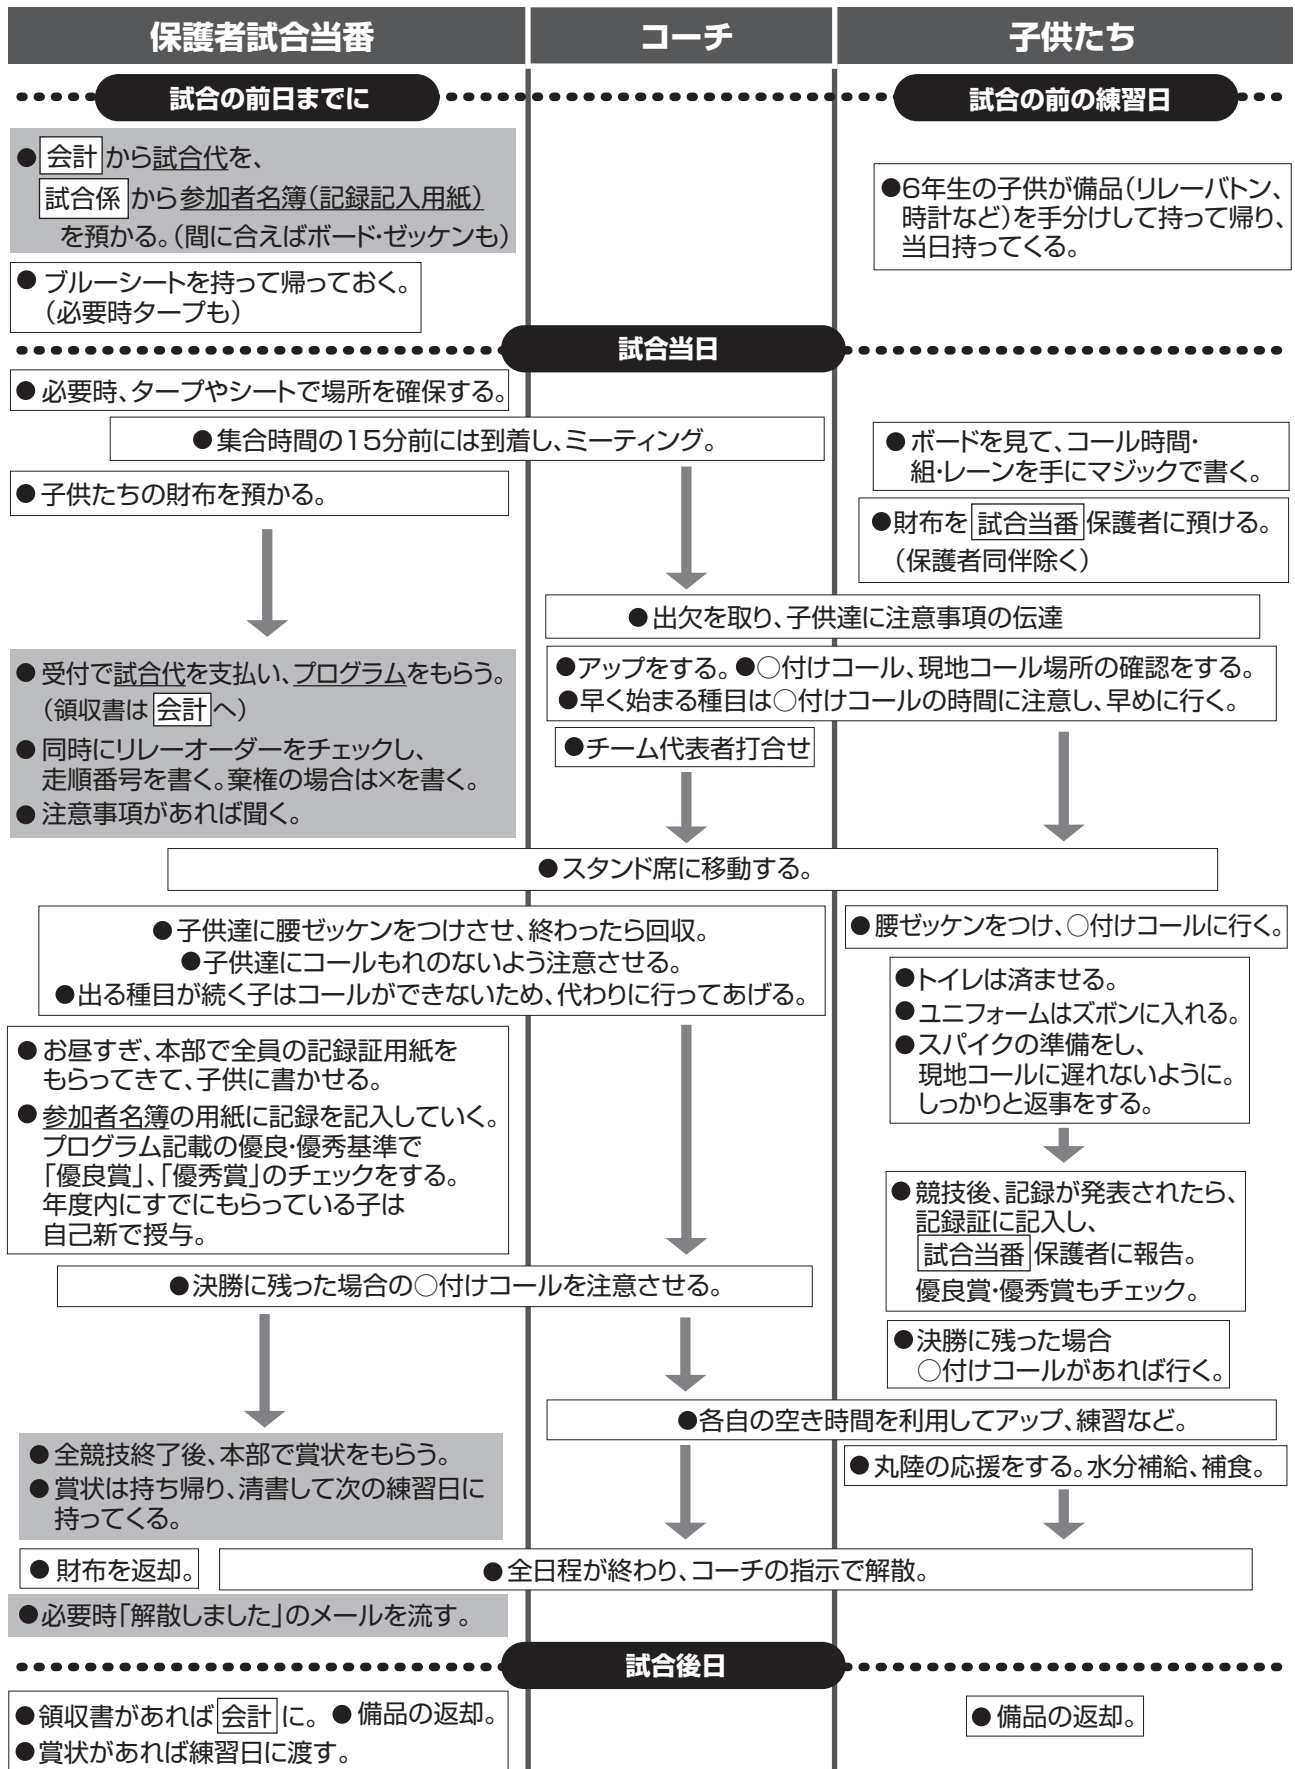 保護者試合当番
コーチ
子供たち
試合の前日までに
試合の前の練習日
●会計から試合代を、
試合係から参加者名簿(記録記入用紙)
を預かる。(間に合えばボード・ゼッケンも)
●ブルーシートを持って帰っておく。
(必要時タープも)
●6年生の子供が備品(リレーバトン、
時計など)を手分けして持って帰り、
当日持ってくる。
試合当日
●必要時、タープやシートで場所を確保する。
●集合時間の15分前には到着し、ミーティング。
●ボードを見て、コール時間・
組・レーンを手にマジックで書く。
●子供たちの財布を預かる。
●財布を試合当番保護者に預ける。
(保護者同伴除く)
●出欠を取り、子供達に注意事項の伝達
●アップをする。●○付けコール、現地コール場所の確認をする。
●早く始まる種目は○付けコールの時間に注意し、早めに行く。
●受付で試合代を支払い、プログラムをもらう。
(領収書は会計へ)
●同時にリレーオーダーをチェックし、
走順番号を書く。棄権の場合は×を書く。
●注意事項があれば聞く。
●チーム代表者打合せ
●スタンド席に移動する。
●子供達に腰ゼッケンをつけさせ、終わったら回収。
●子供達にコールもれのないよう注意させる。
●出る種目が続く子はコールができないため、代わりに行ってあげる。
●腰ゼッケンをつけ、○付けコールに行く。
●トイレは済ませる。
●ユニフォームはズボンに入れる。
●スパイクの準備をし、
現地コールに遅れないように。
しっかりと返事をする。
●お昼すぎ、本部で全員の記録証用紙を
もらってきて、子供に書かせる。
●参加者名簿の用紙に記録を記入していく。
プログラム記載の優良・優秀基準で
「優良賞」、「優秀賞」のチェックをする。
年度内にすでにもらっている子は
自己新で授与。
●競技後、記録が発表されたら、
記録証に記入し、
試合当番保護者に報告。
優良賞・優秀賞もチェック。
●決勝に残った場合の○付けコールを注意させる。
●決勝に残った場合
○付けコールがあれば行く。
●各自の空き時間を利用してアップ、練習など。
●全競技終了後、本部で賞状をもらう。
●賞状は持ち帰り、清書して次の練習日に
持ってくる。
●丸陸の応援をする。水分補給、補食。
●財布を返却。
●全日程が終わり、コーチの指示で解散。
●必要時「解散しました」のメールを流す。
試合後日
●領収書があれば会計に。●備品の返却。
●賞状があれば練習日に渡す。
●備品の返却。